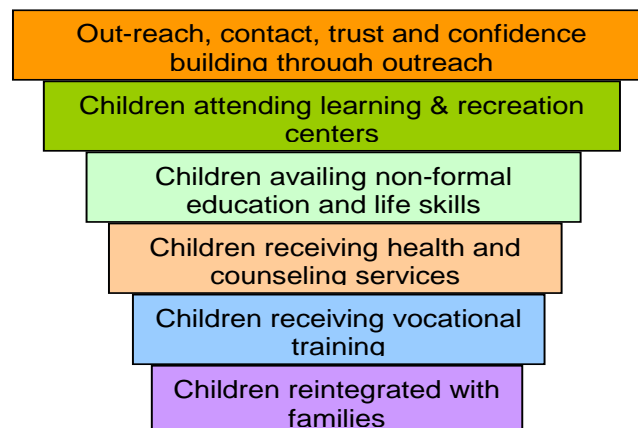 Out-reach, contact, trust and confidence
building through outreach
Children attending learning & recreation
centers
Children availing non-formal
education and life skills
Children receiving health and
counseling services
Children receiving vocational
training
Children reintegrated with
families